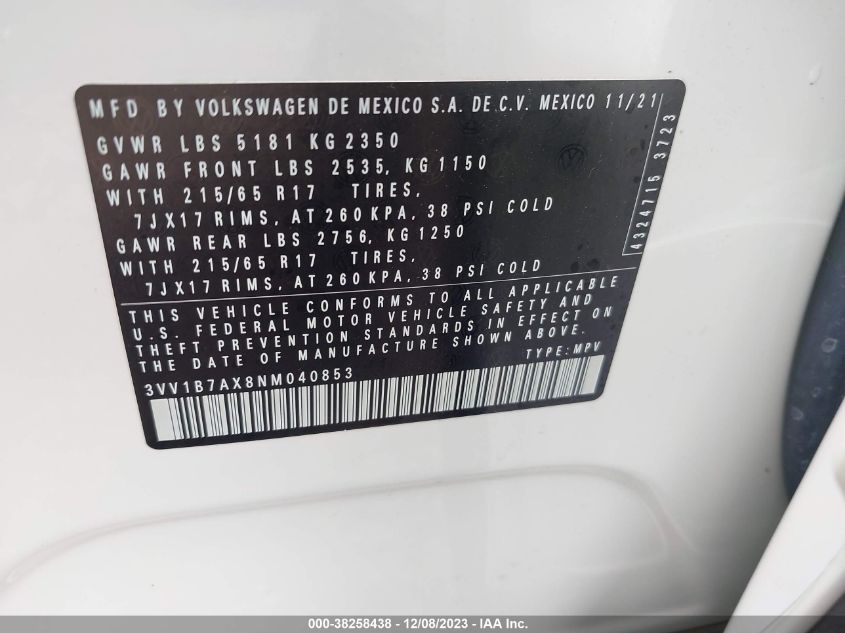 MFD BY VOLKSWAGEN DE MEXICO S.A. DE C.V. MEXICO 11/21
GVWR LBS 5181 KG 2350
GAWR FRONT LBS 2535, KG 1150
WITH 215/65 R17 TIRES,
7JX17 RIMS, AT 260 KPA, 38 PSI COLD
GAWR REAR LBS 2756, KG 1250
WITH 215/65 R17 TIRES,
7JX17 RIMS, AT 260 KPA, 38 PSI COLD
4324715 3723
THIS VEHICLE CONFORMS TO ALL APPLICABLE
U.S. FEDERAL MOTOR VEHICLE SAFETY AND
THEFT PREVENTION STANDARDS IN EFFECT ON
THE DATE OF MANUFACTURE SHOWN ABOVE.
TYPE: MPV
3VV1B7AX8NM040853
000-38258438 - 12/08/2023 - IAA Inc.